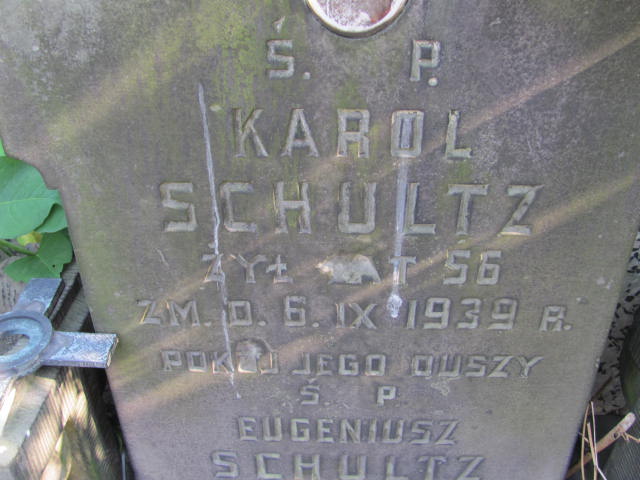 Ś. P.
KAROL
SCHULTZ
ŻYŁ LAT 56
ZM. D. 6. IX 1939 R.
POKÓJ JEGO DUSZY
Ś. P.
EUGENIUSZ
SCHULTZ